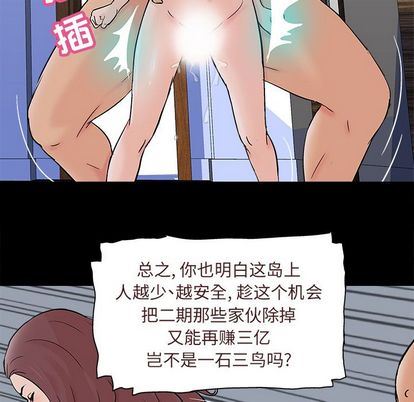 插
总之, 你也明白这岛上
人越少、越安全, 趁这个机会
把二期那些家伙除掉
又能再赚三亿
岂不是一石三鸟吗?